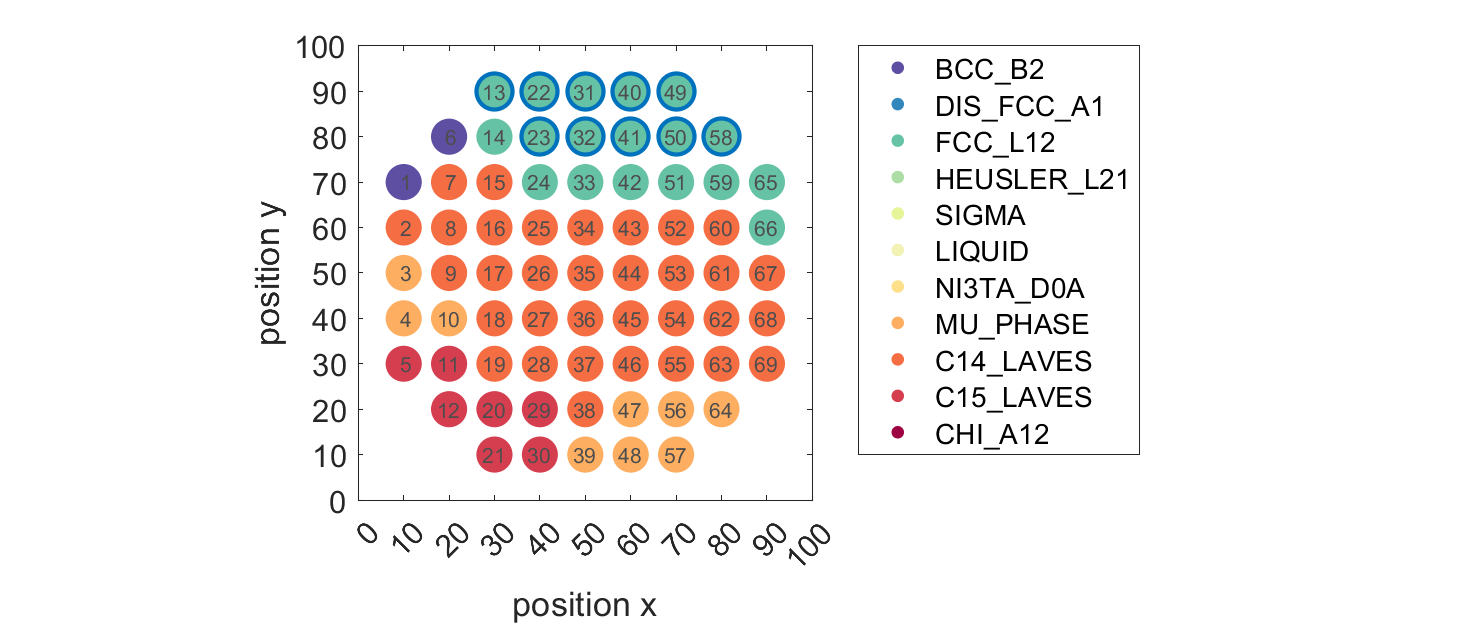 100
90
80
70
60
50
40
30
20
10
0
position y
13 22 31 40 49
6 14 23 32 41 50 58
1 7 15 24 33 42 51 59 65
2 8 16 25 34 43 52 60 66
3 9 17 26 35 44 53 61 67
4 10 18 27 36 45 54 62 68
5 11 19 28 37 46 55 63 69
12 20 29 38 47 56 64
21 30 39 48 57
0 10 20 30 40 50 60 70 80 90 100
position x
BCC_B2
DIS_FCC_A1
FCC_L12
HEUSLER_L21
SIGMA
LIQUID
NI3TA_D0A
MU_PHASE
C14_LAVES
C15_LAVES
CHI_A12